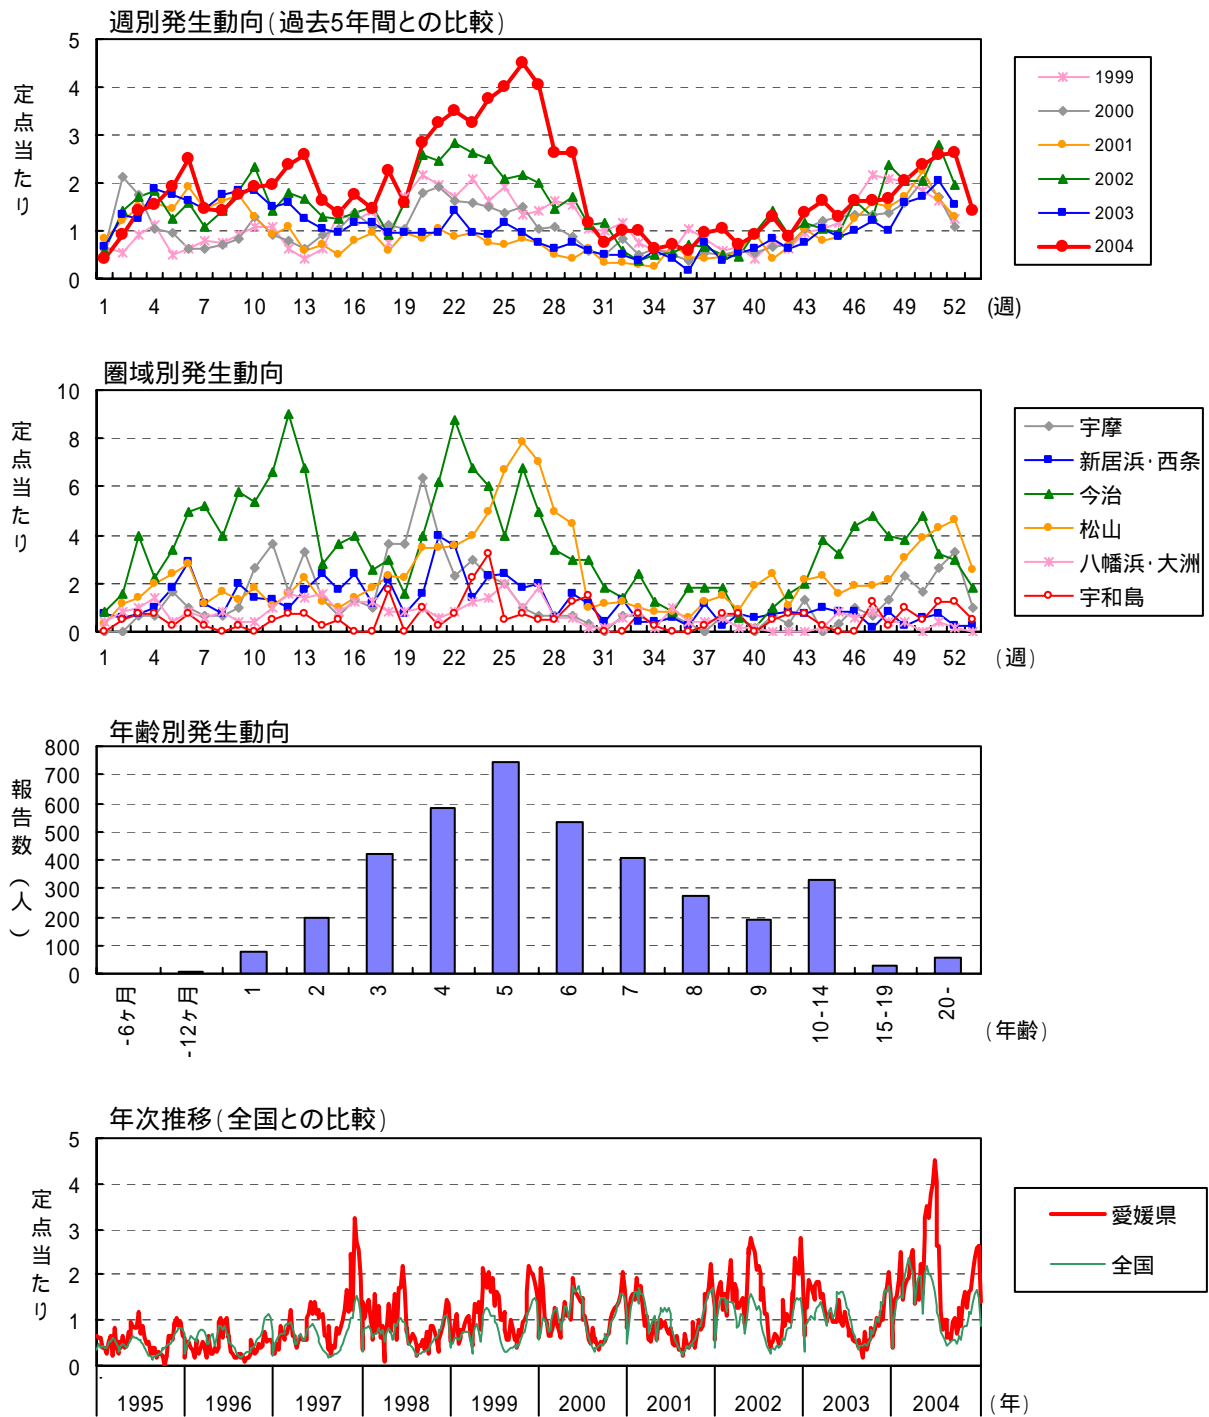 週別発生動向（過去5年間との比較）
定点当たり
5
4
3
2
1
0
1 4 7 10 13 16 19 22 25 28 31 34 37 40 43 46 49 52 (週)
1999
2000
2001
2002
2003
2004
圏域別発生動向
定点当たり
10
8
6
4
2
0
1 4 7 10 13 16 19 22 25 28 31 34 37 40 43 46 49 52 (週)
宇摩
新居浜･西条
今治
松山
八幡浜･大洲
宇和島
年齢別発生動向
報告数（人）
800
700
600
500
400
300
200
100
0
-6ヶ月 -12ヶ月 1 2 3 4 5 6 7 8 9 10-14 15-19 20- (年齢)
年次推移（全国との比較）
定点当たり
5
4
3
2
1
0
1995 1996 1997 1998 1999 2000 2001 2002 2003 2004 (年)
愛媛県
全国